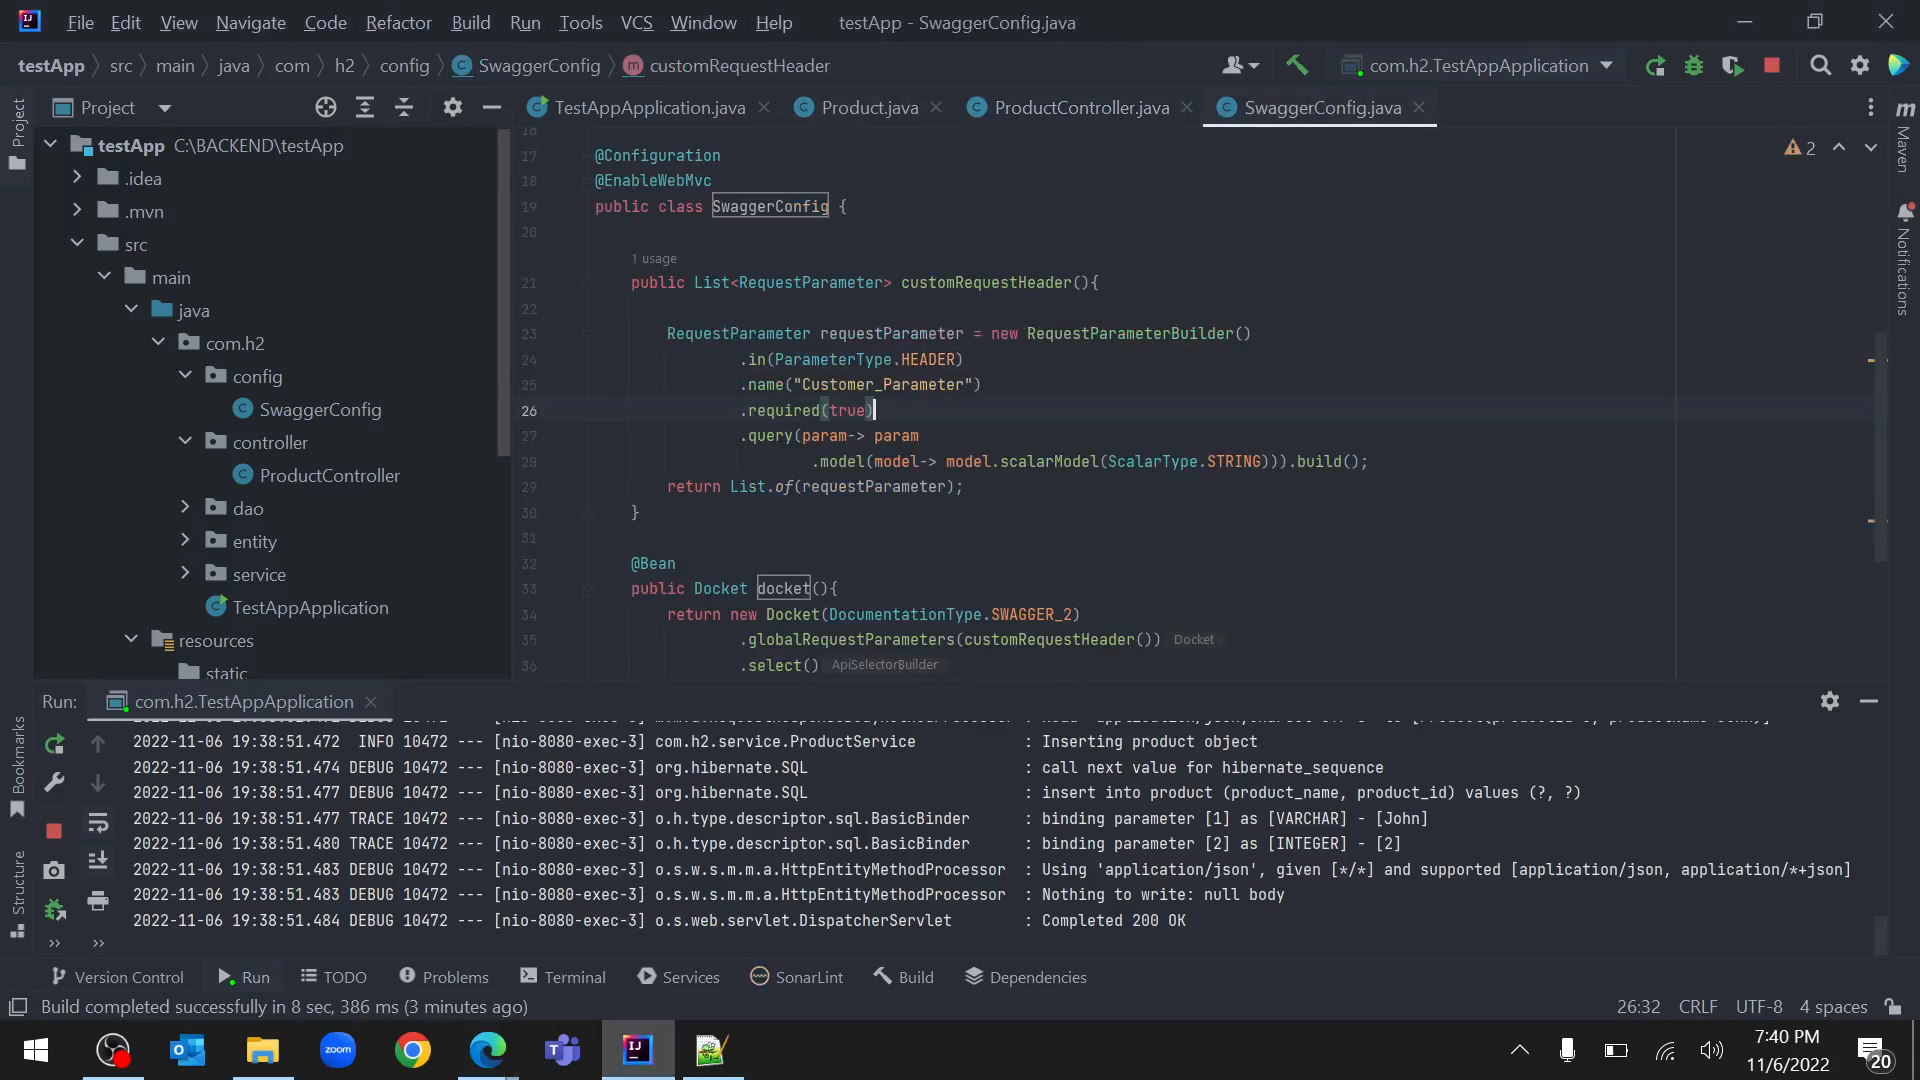 File Edit View Navigate Code Refactor Build Run Tools VCS Window Help testApp - SwaggerConfig.java
testApp src main java com h2 config SwaggerConfig customRequestHeader com.h2.TestAppApplication
Project
TestAppApplication.java Product.java ProductController.java SwaggerConfig.java
Project
Maven
Notifications
Bookmarks
Structure
testApp C:\BACKEND\testApp
.idea
.mvn
src
main
java
com.h2
config
SwaggerConfig
controller
ProductController
dao
entity
service
TestAppApplication
resources
static
2
16
17 @Configuration
18 @EnableWebMvc
19 public class SwaggerConfig {
20
1 usage
21 public List<RequestParameter> customRequestHeader(){
22
23 RequestParameter requestParameter = new RequestParameterBuilder()
24 .in(ParameterType.HEADER)
25 .name("Customer_Parameter")
26 .required(true)
27 .query(param-> param
28 .model(model-> model.scalarModel(ScalarType.STRING))).build();
29 return List.of(requestParameter);
30 }
31
32 @Bean
33 public Docket docket(){
34 return new Docket(DocumentationType.SWAGGER_2)
35 .globalRequestParameters(customRequestHeader()) Docket
36 .select() ApiSelectorBuilder
Run: com.h2.TestAppApplication
2022-11-06 19:38:51.472 INFO 10472 --- [nio-8080-exec-3] com.h2.service.ProductService : Inserting product object
2022-11-06 19:38:51.474 DEBUG 10472 --- [nio-8080-exec-3] org.hibernate.SQL : call next value for hibernate_sequence
2022-11-06 19:38:51.477 DEBUG 10472 --- [nio-8080-exec-3] org.hibernate.SQL : insert into product (product_name, product_id) values (?, ?)
2022-11-06 19:38:51.477 TRACE 10472 --- [nio-8080-exec-3] o.h.type.descriptor.sql.BasicBinder : binding parameter [1] as [VARCHAR] - [John]
2022-11-06 19:38:51.480 TRACE 10472 --- [nio-8080-exec-3] o.h.type.descriptor.sql.BasicBinder : binding parameter [2] as [INTEGER] - [2]
2022-11-06 19:38:51.483 DEBUG 10472 --- [nio-8080-exec-3] o.s.w.s.m.m.a.HttpEntityMethodProcessor : Using 'application/json', given [*/*] and supported [application/json, application/*+json]
2022-11-06 19:38:51.483 DEBUG 10472 --- [nio-8080-exec-3] o.s.w.s.m.m.a.HttpEntityMethodProcessor : Nothing to write: null body
2022-11-06 19:38:51.484 DEBUG 10472 --- [nio-8080-exec-3] o.s.web.servlet.DispatcherServlet : Completed 200 OK
Version Control Run TODO Problems Terminal Services SonarLint Build Dependencies
Build completed successfully in 8 sec, 386 ms (3 minutes ago) 26:32 CRLF UTF-8 4 spaces
zoom
7:40 PM
11/6/2022
20